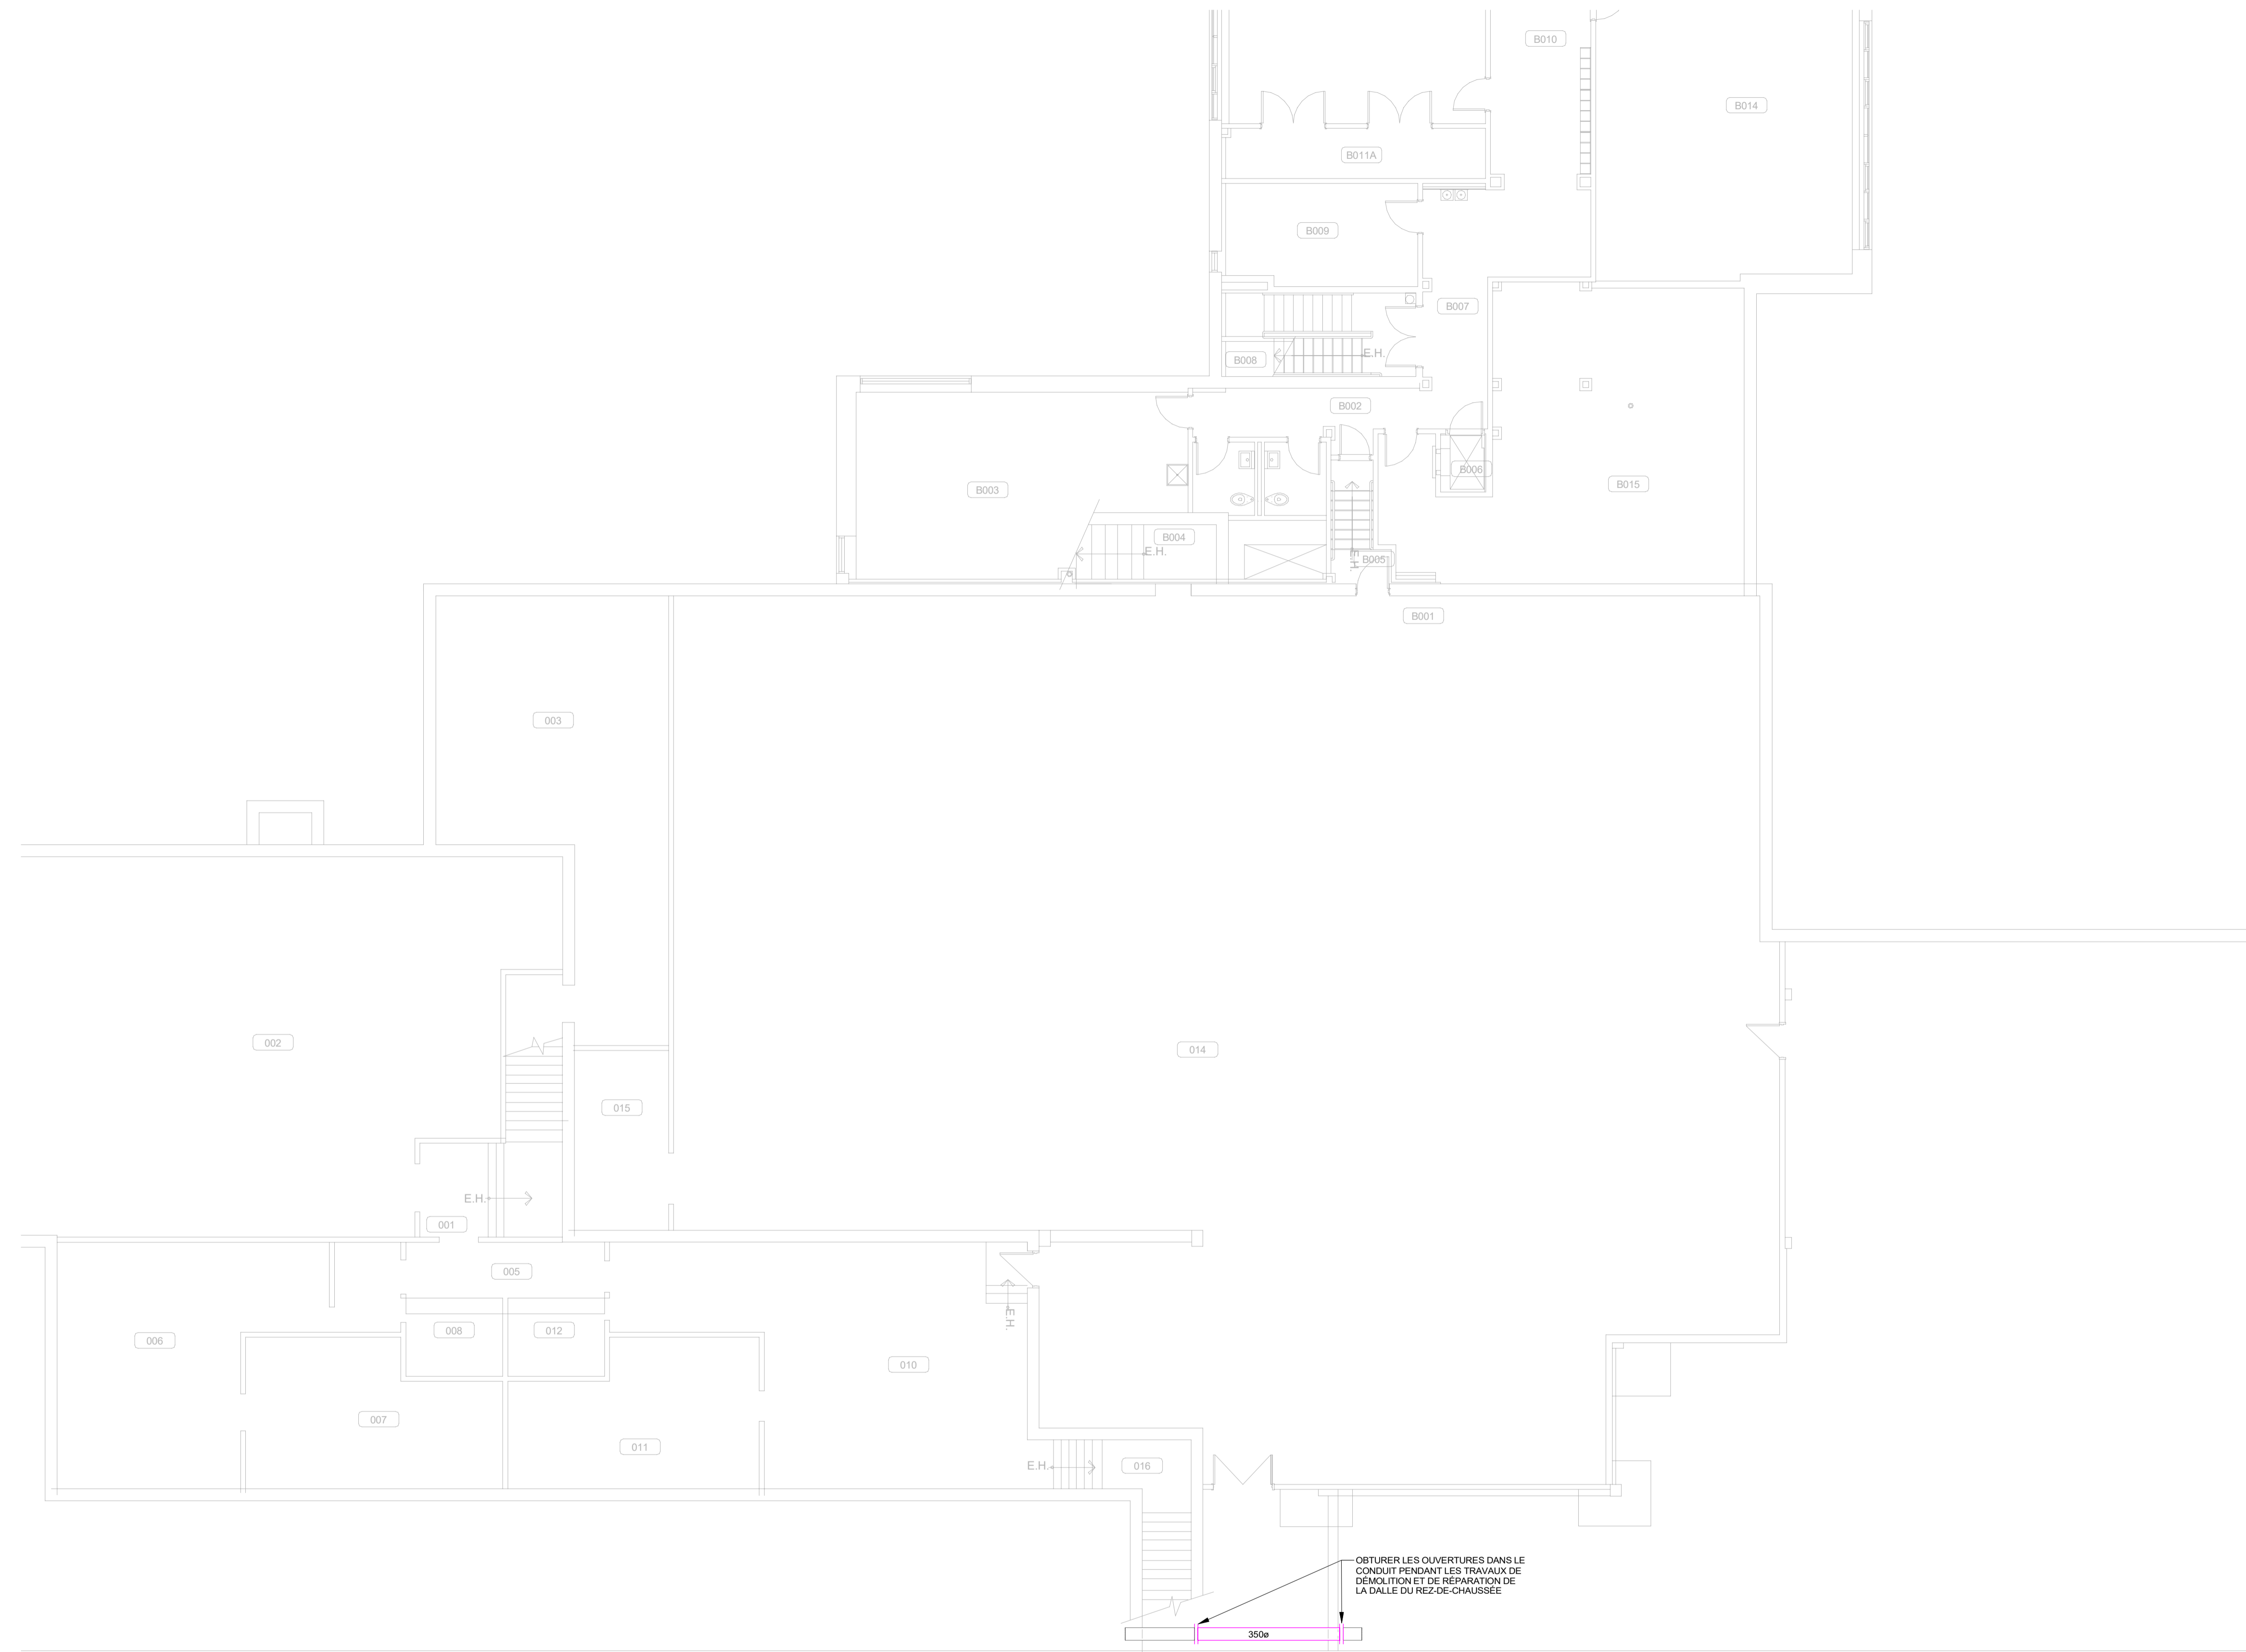 B010
B014
B011A
B009
B007
B008
E.H.
B002
B006
B003
B015
B004
E.H.
B005
E.H.
B001
003
002
014
015
E.H.
001
005
E.H.
006
008
012
010
007
011
E.H.
016
OBTURER LES OUVERTURES DANS LE
CONDUIT PENDANT LES TRAVAUX DE
DÉMOLITION ET DE RÉPARATION DE
LA DALLE DU REZ-DE-CHAUSSÉE
350ø